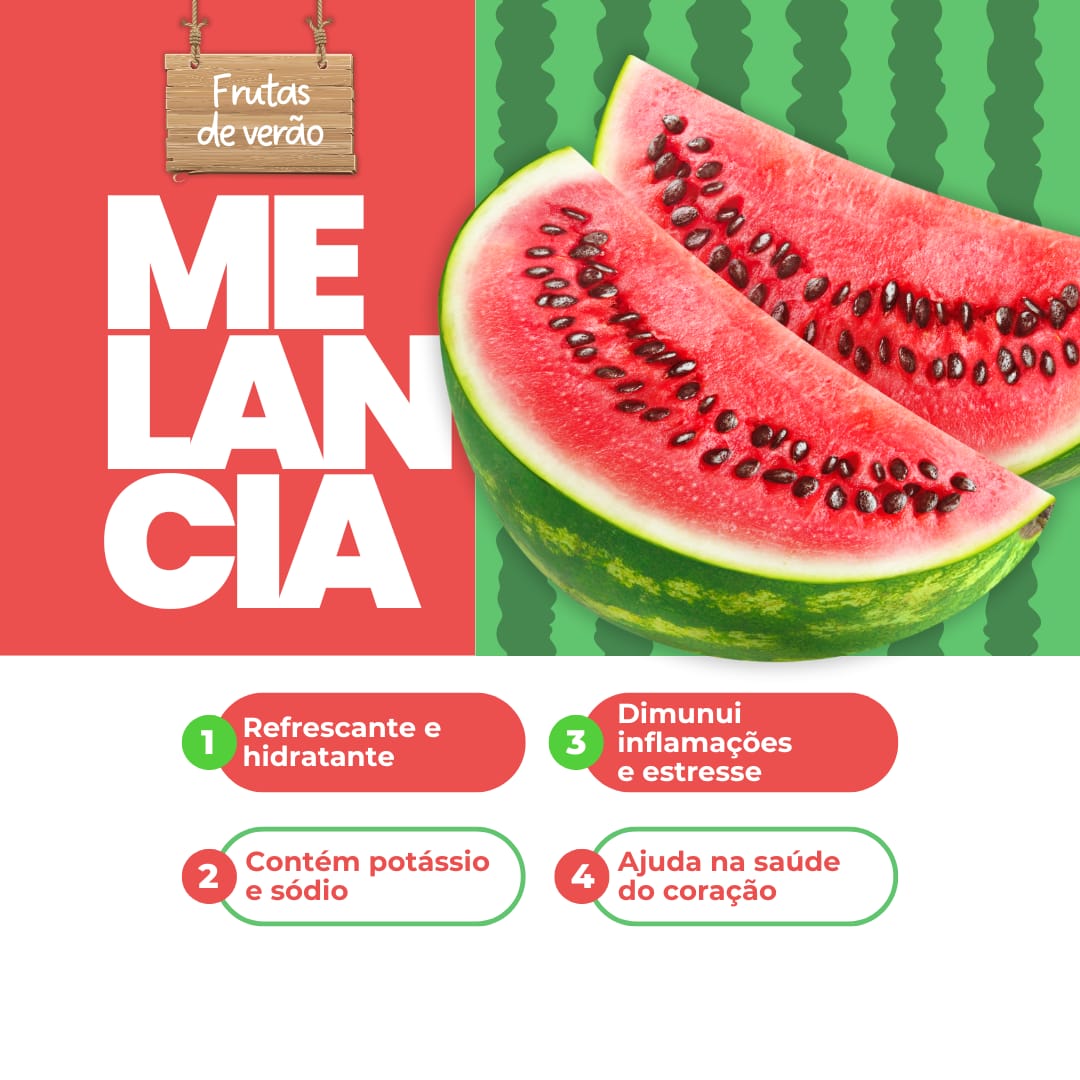 Frutas
de verão
ME
LAN
CIA
1
Refrescante e
hidratante
2
Contém potássio
e sódio
3
Dimunui
inflamações
e estresse
4
Ajuda na saúde
do coração